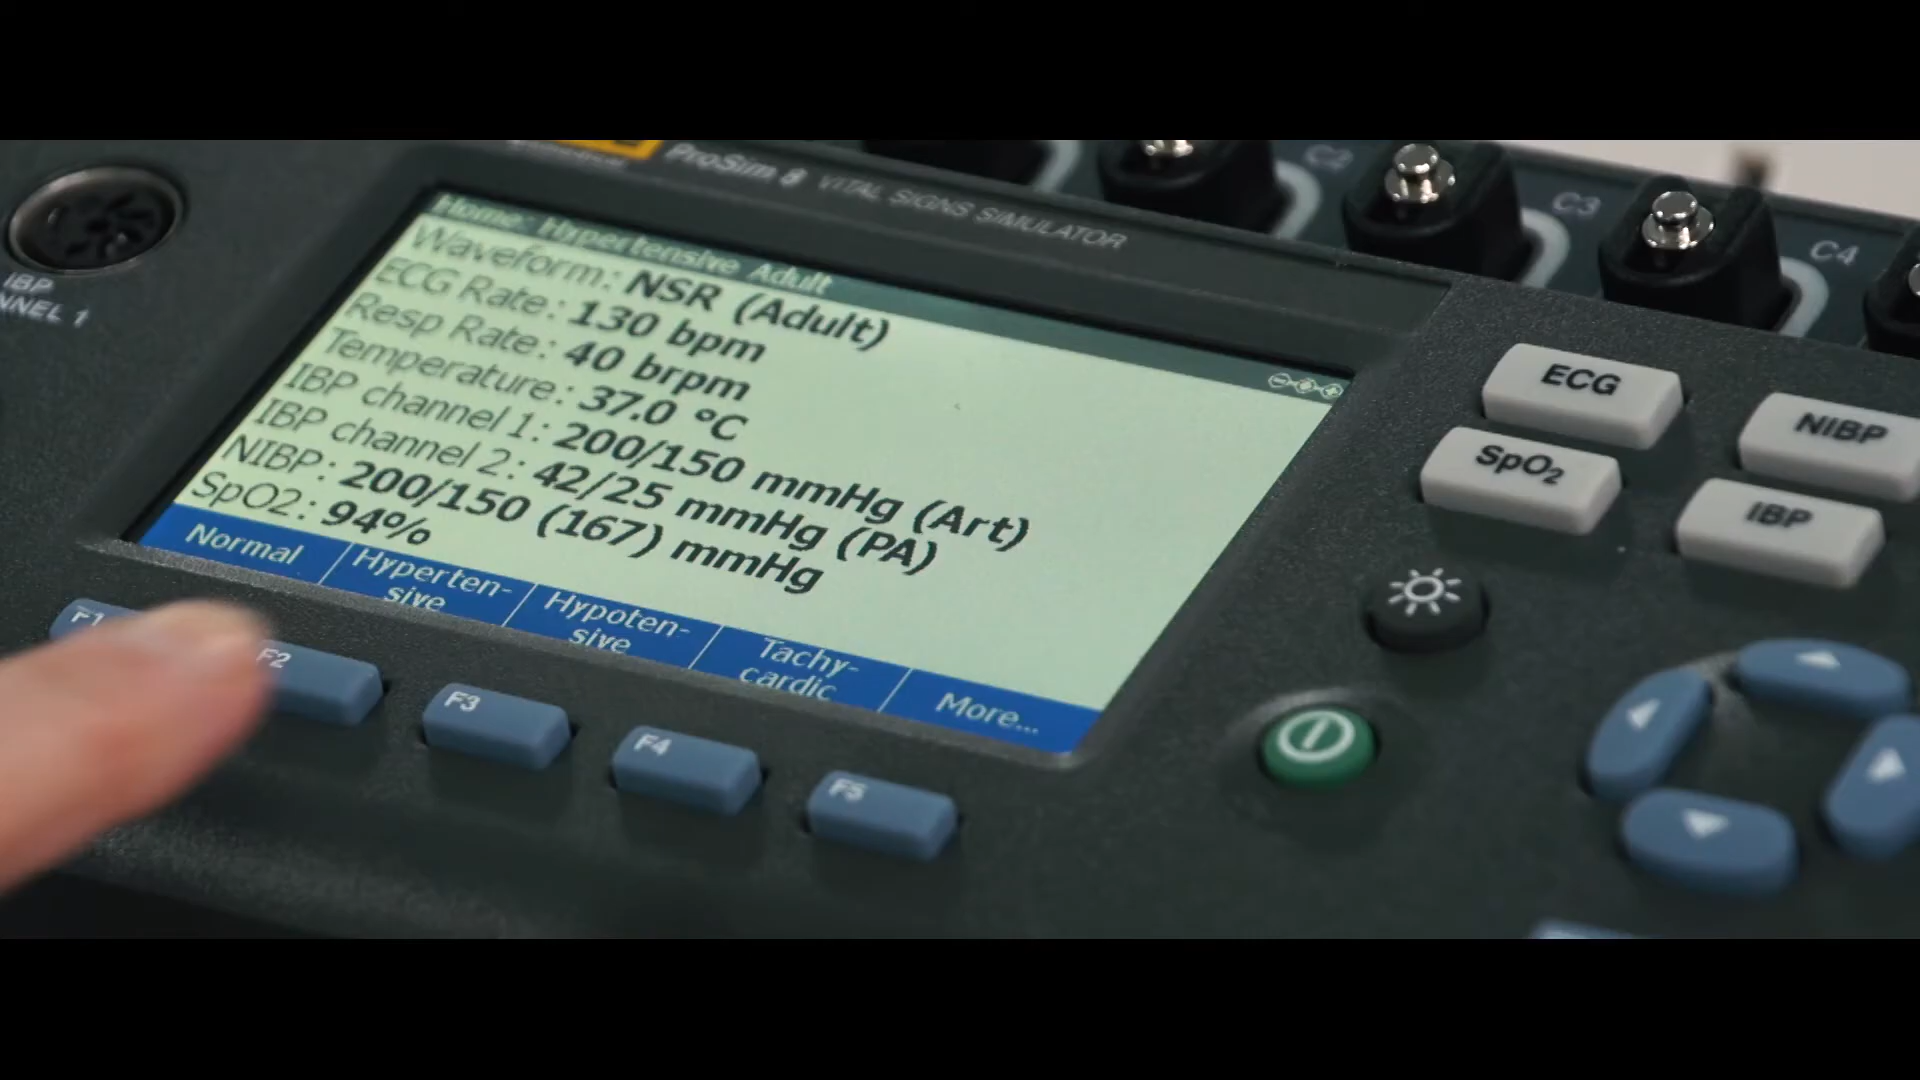 ProSim 8 VITAL SIGNS SIMULATOR
C2
C3
C4
IBP
NNEL 1
Home: Hypertensive Adult
Waveform: NSR (Adult)
ECG Rate: 130 bpm
Resp Rate: 40 brpm
Temperature: 37.0 °C
IBP channel 1: 200/150 mmHg (Art)
IBP channel 2: 42/25 mmHg (PA)
NIBP: 200/150 (167) mmHg
SpO2: 94%
Normal
Hyperten-
sive
Hypoten-
sive
Tachy-
cardic
More...
F1
F2
F3
F4
F5
ECG
NIBP
SpO₂
IBP